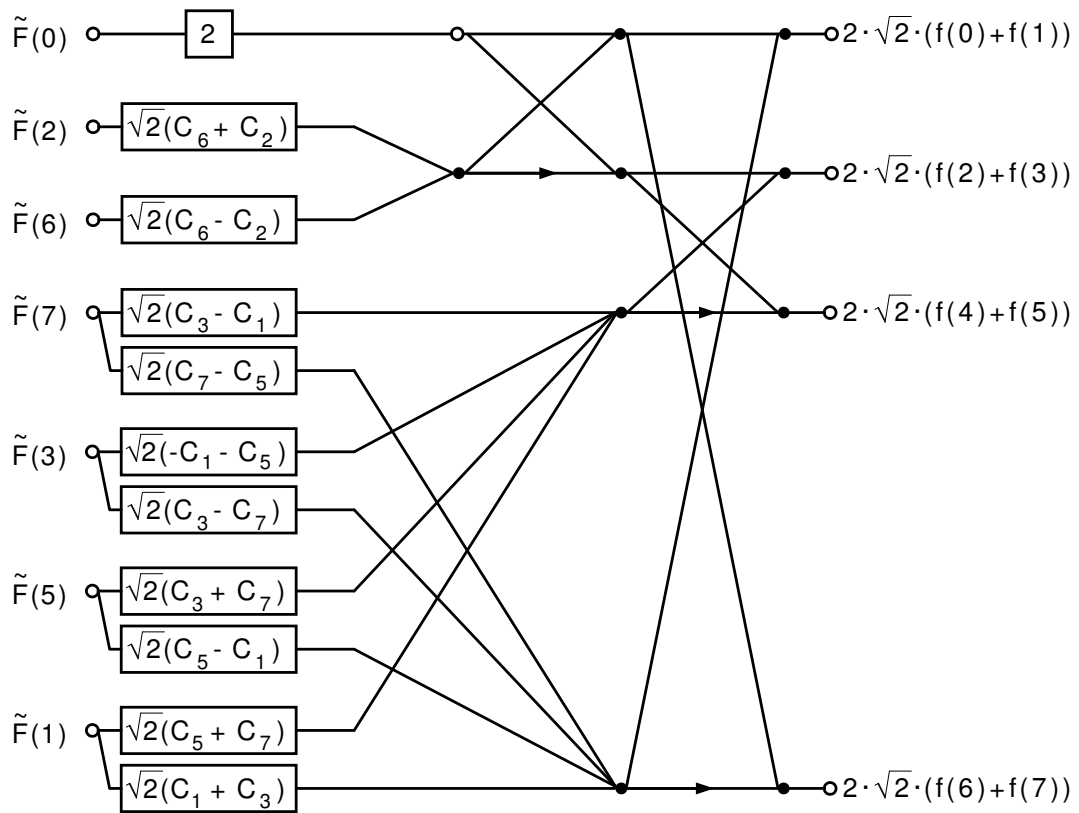 F̃(0) 2 2·√2·(f(0)+f(1))
F̃(2) √2(C₆ + C₂)
2·√2·(f(2)+f(3))
F̃(6) √2(C₆ - C₂)
F̃(7) √2(C₃ - C₁) 2·√2·(f(4)+f(5))
√2(C₇ - C₅)
F̃(3) √2(-C₁ - C₅)
√2(C₃ - C₇)
F̃(5) √2(C₃ + C₇)
√2(C₅ - C₁)
F̃(1) √2(C₅ + C₇)
√2(C₁ + C₃) 2·√2·(f(6)+f(7))